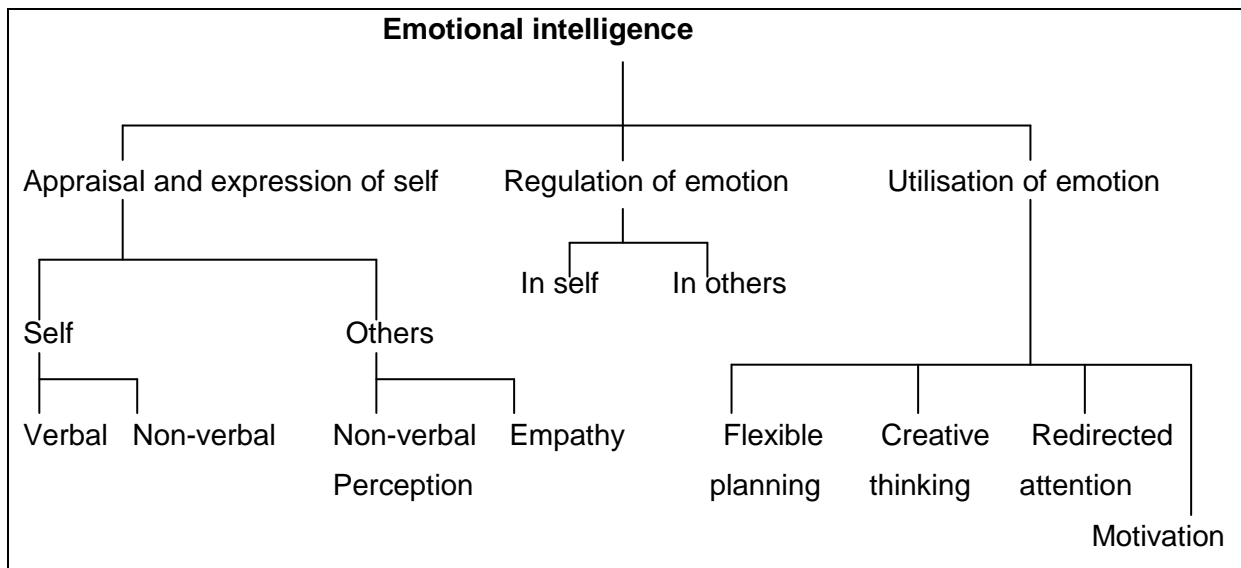 Emotional intelligence
Appraisal and expression of self Regulation of emotion Utilisation of emotion
In self In others
Self Others
Verbal Non-verbal Non-verbal Empathy Flexible Creative Redirected
Perception planning thinking attention
Motivation